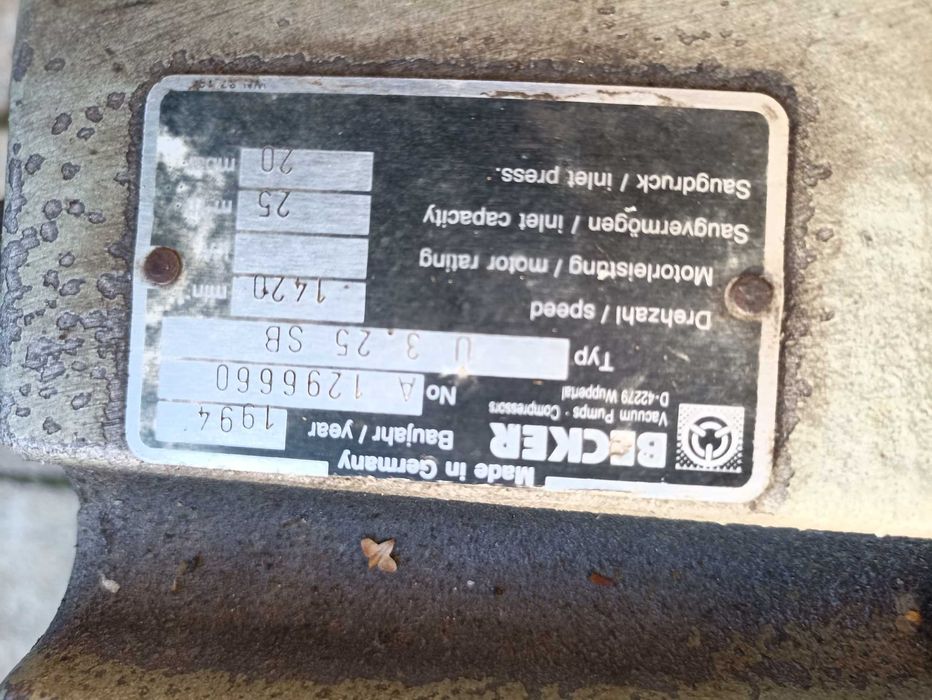 Made in Germany
BECKER
Vacuum Pumps · Compressors
D-42279 Wuppertal
Baujahr / year 1994
No A 1296660
Typ U 3.25 SB
Drehzahl / speed 1420 min
Motorleistung / motor rating
Saugvermögen / inlet capacity 25
Saugdruck / inlet press. 20